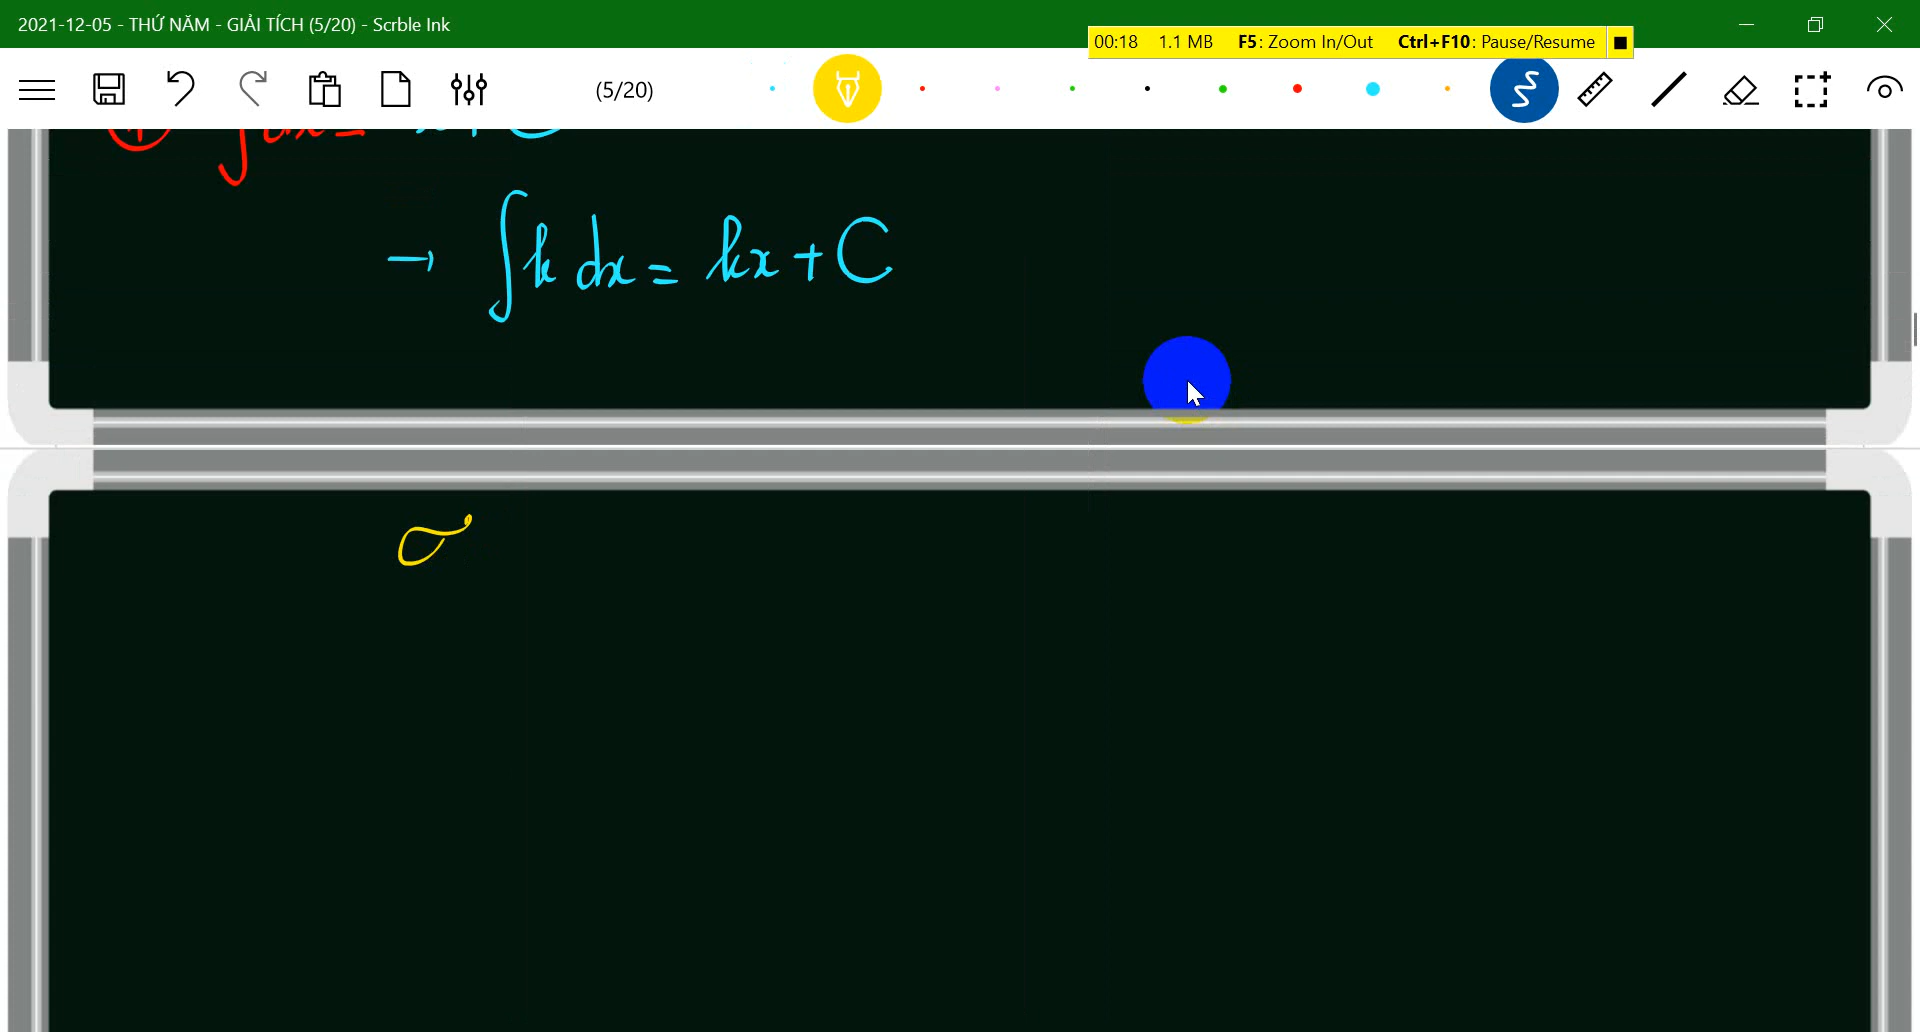 2021-12-05 - THỨ NĂM - GIẢI TÍCH (5/20) - Scrble Ink
00:18 1.1 MB F5: Zoom In/Out Ctrl+F10: Pause/Resume
(5/20)
∫dx = x + C
→ ∫k dx = kx + C